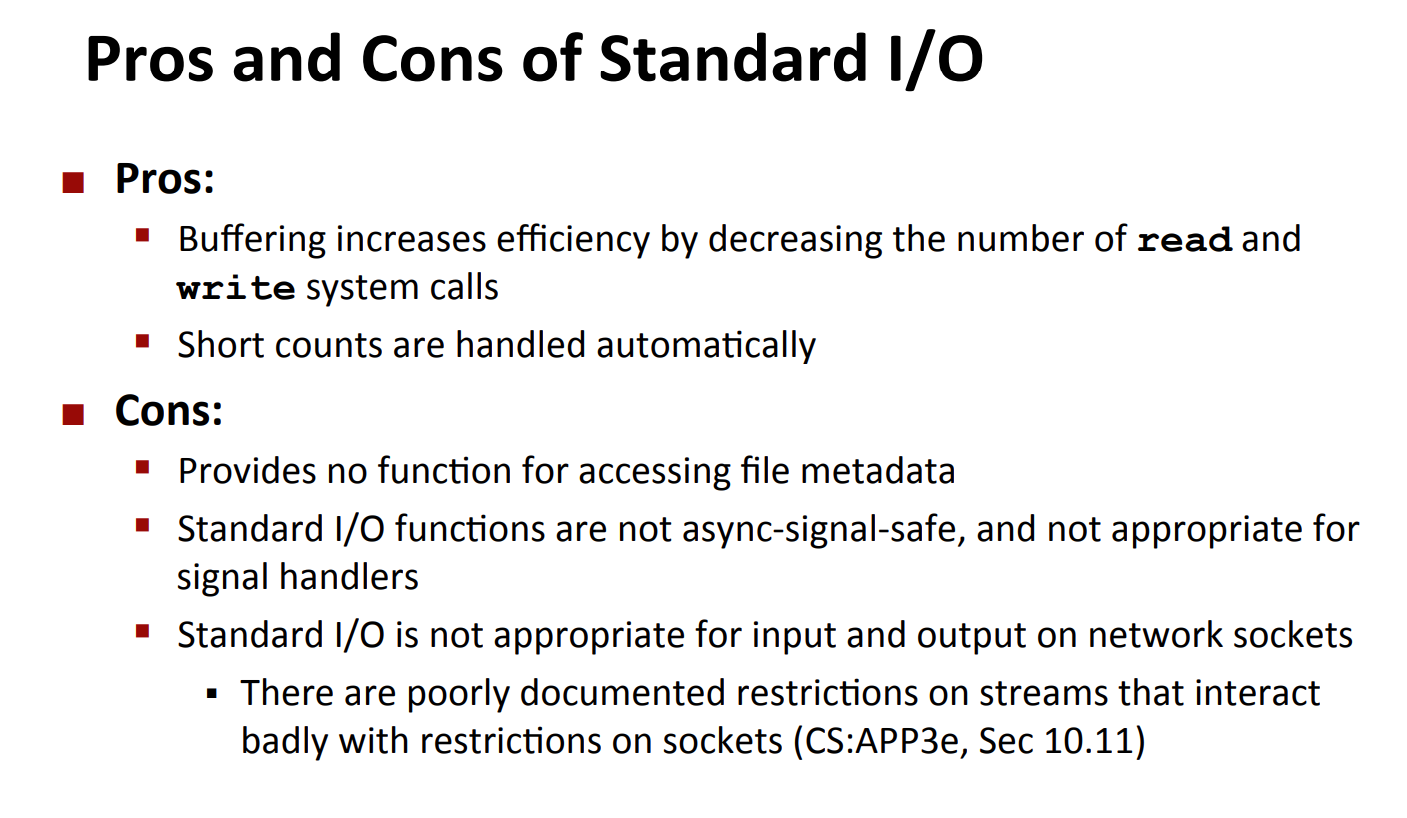 Pros and Cons of Standard I/O
Pros:
Buffering increases efficiency by decreasing the number of read and
write system calls
Short counts are handled automatically
Cons:
Provides no function for accessing file metadata
Standard I/O functions are not async-signal-safe, and not appropriate for
signal handlers
Standard I/O is not appropriate for input and output on network sockets
There are poorly documented restrictions on streams that interact
badly with restrictions on sockets (CS:APP3e, Sec 10.11)